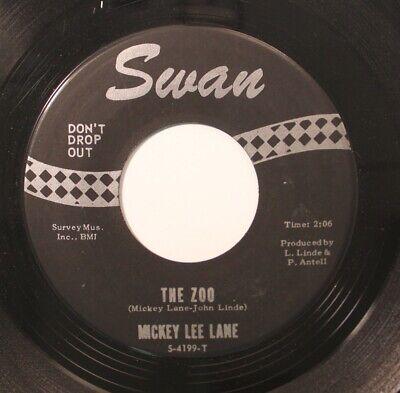 Swan
DON'T
DROP
OUT
Survey Mus.
Inc., BMI
Time: 2:06
Produced by
L. Linde &
P. Antell
THE ZOO
(Mickey Lane-John Linde)
MICKEY LEE LANE
S-4199-T